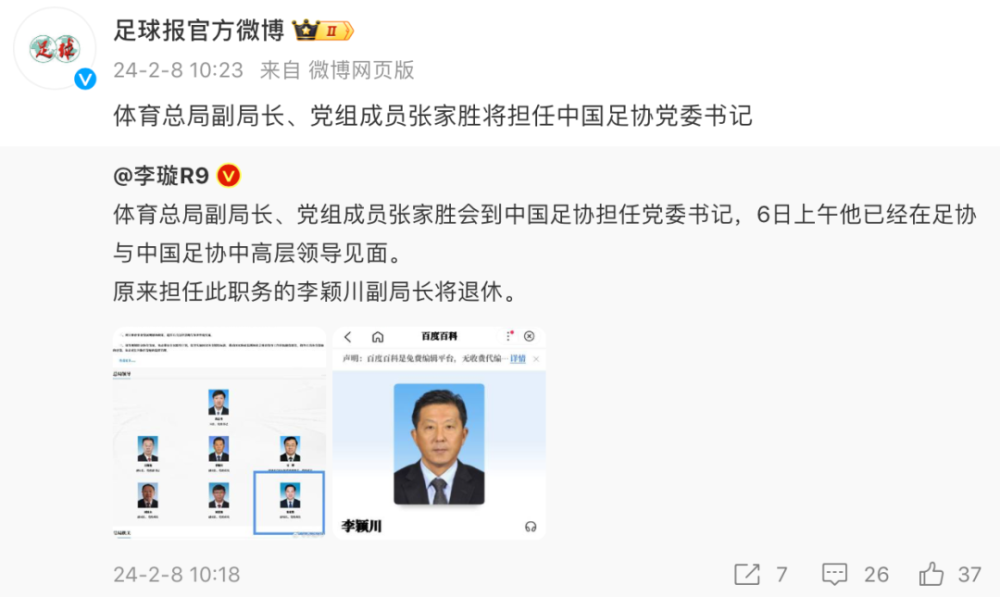 足球
足球报官方微博 II
24-2-8 10:23 来自 微博网页版
体育总局副局长、党组成员张家胜将担任中国足协党委书记
@李璇R9
体育总局副局长、党组成员张家胜会到中国足协担任党委书记，6日上午他已经在足协
与中国足协中高层领导见面。
原来担任此职务的李颖川副局长将退休。
百度百科
声明：百度百科是免费编辑平台，无收费代编… 详情
李颖川
24-2-8 10:18
7 26 37